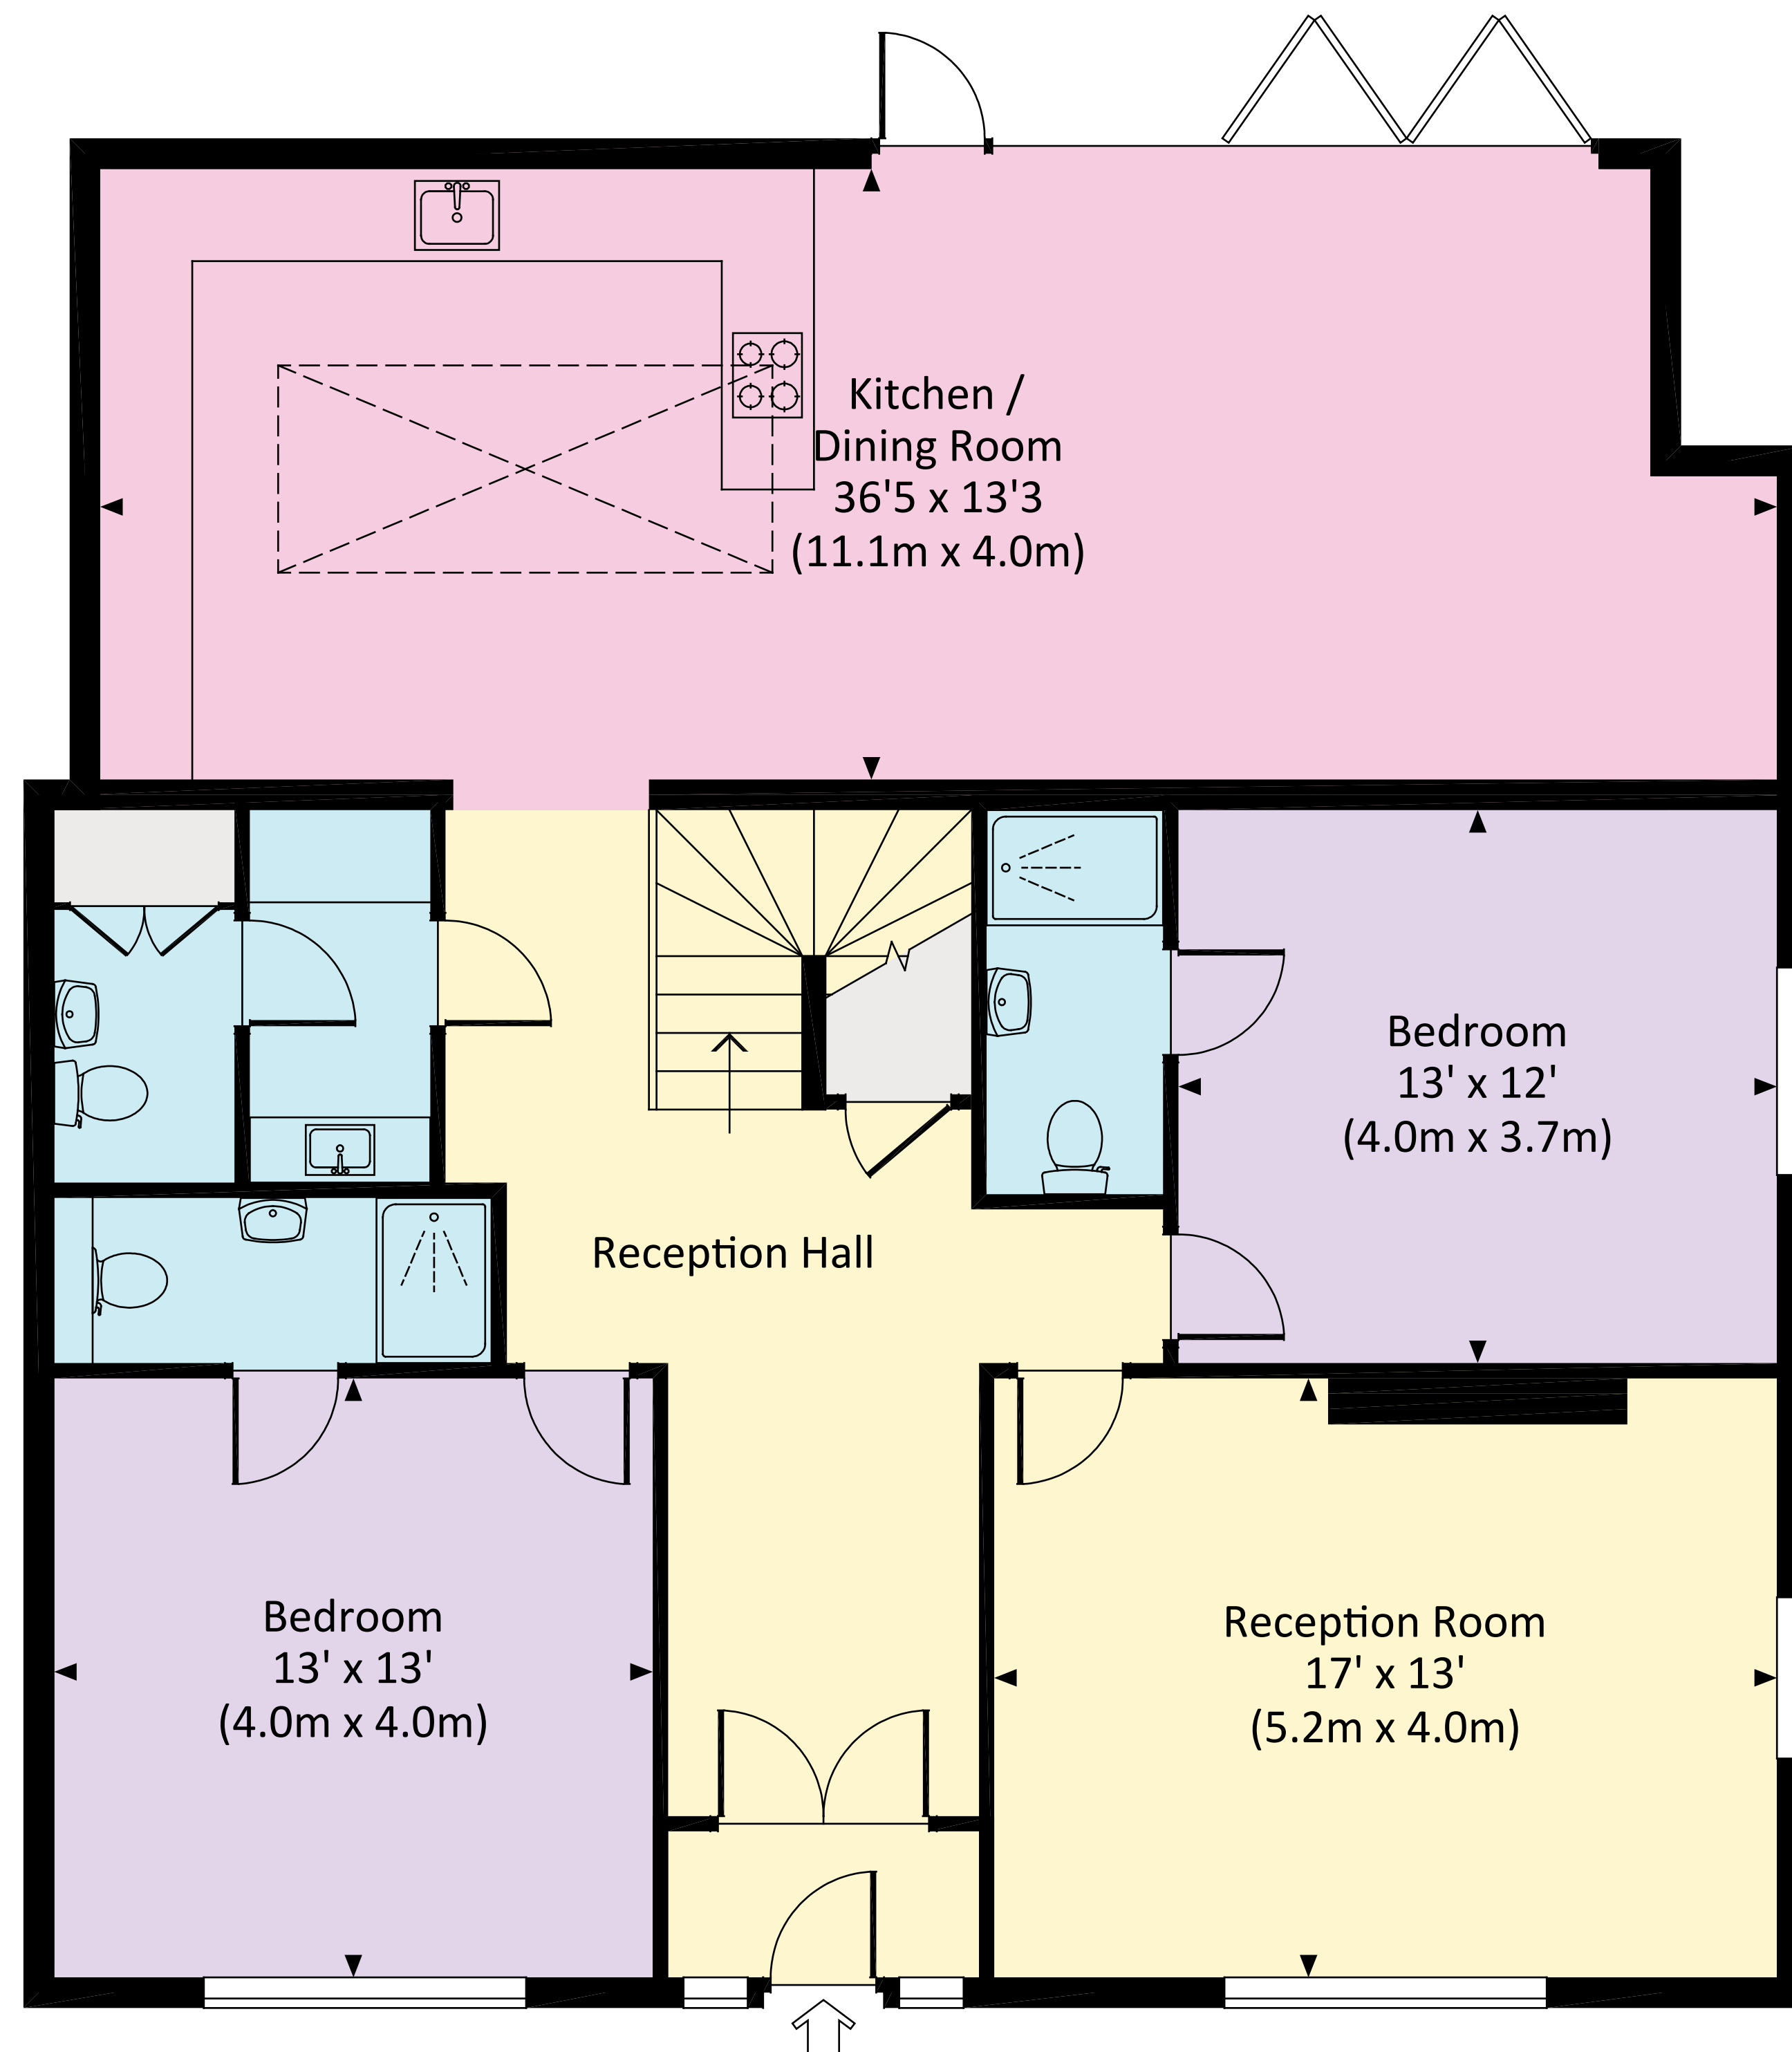 Kitchen /
Dining Room
36'5 x 13'3
(11.1m x 4.0m)
Bedroom
13' x 12'
(4.0m x 3.7m)
Reception Hall
Bedroom
13' x 13'
(4.0m x 4.0m)
Reception Room
17' x 13'
(5.2m x 4.0m)